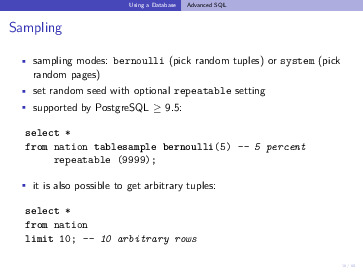 Using a Database Advanced SQL
Sampling
▪ sampling modes: bernoulli (pick random tuples) or system (pick
random pages)
▪ set random seed with optional repeatable setting
▪ supported by PostgreSQL ≥ 9.5:
select *
from nation tablesample bernoulli(5) -- 5 percent
repeatable (9999);
▪ it is also possible to get arbitrary tuples:
select *
from nation
limit 10; -- 10 arbitrary rows